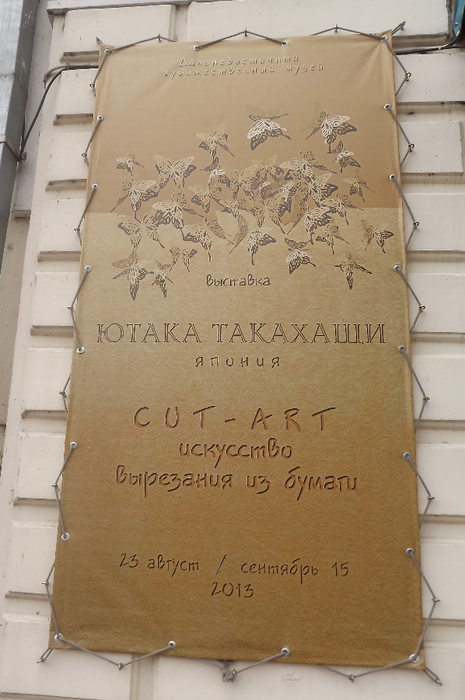 Дальневосточный
художественный музей
выставка
ЮТАКА ТАКАХАШИ
япония
CUT-ART
искусство
вырезания из бумаги
23 август / сентябрь 15
2013